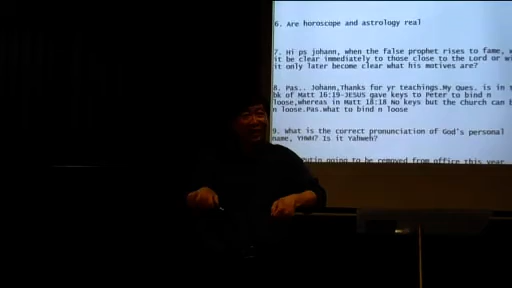 6. Are horoscope and astrology real
7. Hi ps johann, when the false prophet rises to fame,
it be clear immediately to those close to the Lord or
it only later become clear what his motives are?
8. Pas.. Johann,Thanks for yr teachings.My Ques. is in
bk of Matt 16:19-JESUS gave keys to Peter to bind n
loose,whereas in Matt 18:18 No keys but the Church can
n loose.Pas.what to bind n loose
9. What is the correct pronunciation of God's personal
name, YHWH? Is it Yahweh?
going to be removed from office this year